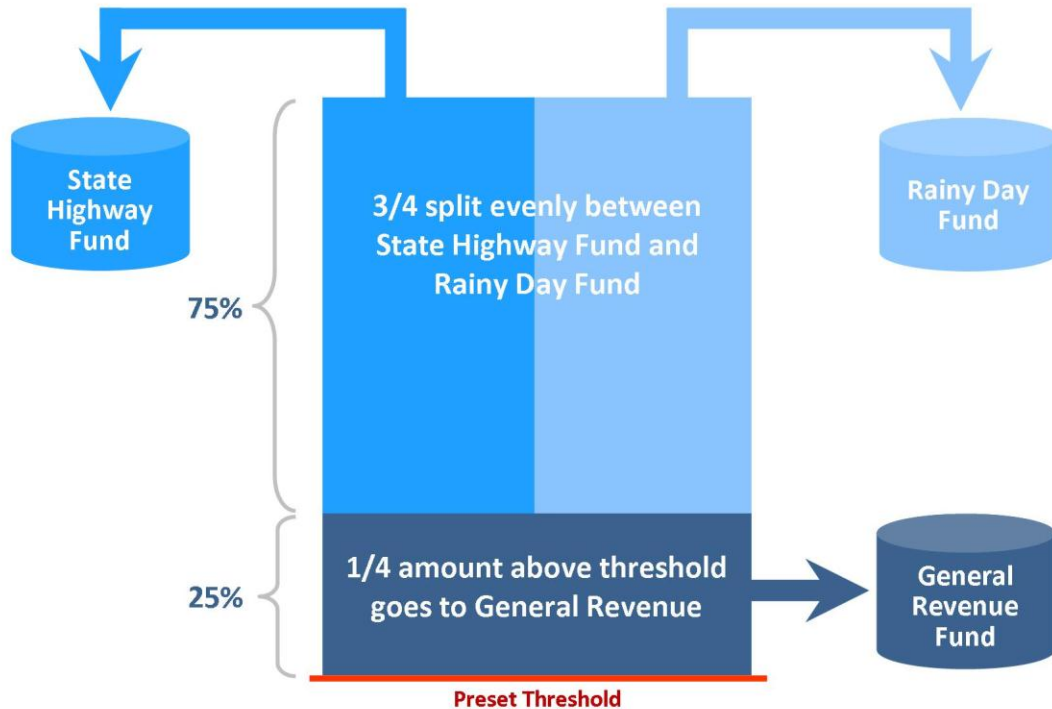 State
Highway
Fund
Rainy Day
Fund
3/4 split evenly between
State Highway Fund and
Rainy Day Fund
75%
1/4 amount above threshold
goes to General Revenue
25%
General
Revenue
Fund
Preset Threshold